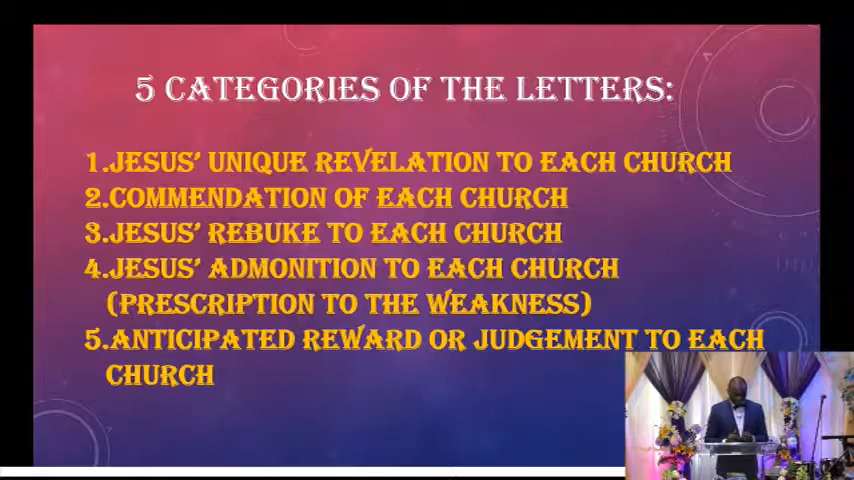 5 CATEGORIES OF THE LETTERS:
1.JESUS' UNIQUE REVELATION TO EACH CHURCH
2.COMMENDATION OF EACH CHURCH
3.JESUS' REBUKE TO EACH CHURCH
4.JESUS' ADMONITION TO EACH CHURCH
(PRESCRIPTION TO THE WEAKNESS)
5.ANTICIPATED REWARD OR JUDGEMENT TO EACH
CHURCH